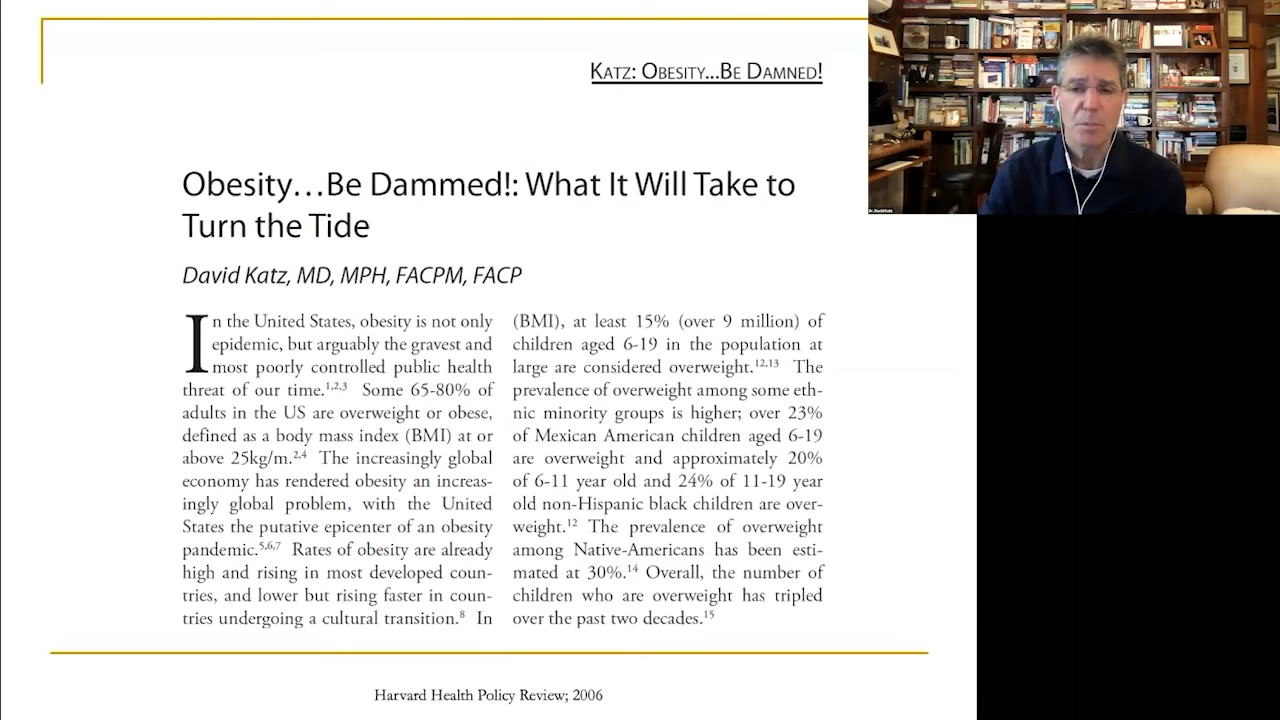 KATZ: OBESITY...BE DAMNED!
Obesity...Be Dammed!: What It Will Take to
Turn the Tide
David Katz, MD, MPH, FACPM, FACP
In the United States, obesity is not only
epidemic, but arguably the gravest and
most poorly controlled public health
threat of our time.1,2,3 Some 65-80% of
adults in the US are overweight or obese,
defined as a body mass index (BMI) at or
above 25kg/m.2,4 The increasingly global
economy has rendered obesity an increas-
ingly global problem, with the United
States the putative epicenter of an obesity
pandemic.5,6,7 Rates of obesity are already
high and rising in most developed coun-
tries, and lower but rising faster in coun-
tries undergoing a cultural transition.8 In
(BMI), at least 15% (over 9 million) of
children aged 6-19 in the population at
large are considered overweight.12,13 The
prevalence of overweight among some eth-
nic minority groups is higher; over 23%
of Mexican American children aged 6-19
are overweight and approximately 20%
of 6-11 year old and 24% of 11-19 year
old non-Hispanic black children are over-
weight.12 The prevalence of overweight
among Native-Americans has been esti-
mated at 30%.14 Overall, the number of
children who are overweight has tripled
over the past two decades.15
Harvard Health Policy Review; 2006
Dr. David Katz